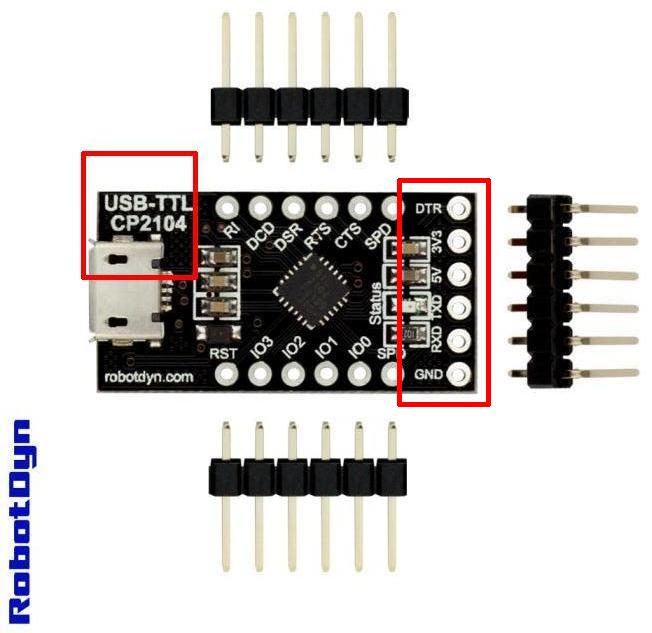 USB-TTL
CP2104
RI
DCD
DSR
RTS
CTS
SPD
DTR
3V3
5V
TXD
RXD
GND
Status
RST
IO3
IO2
IO1
IO0
robotdyn.com
RobotDyn